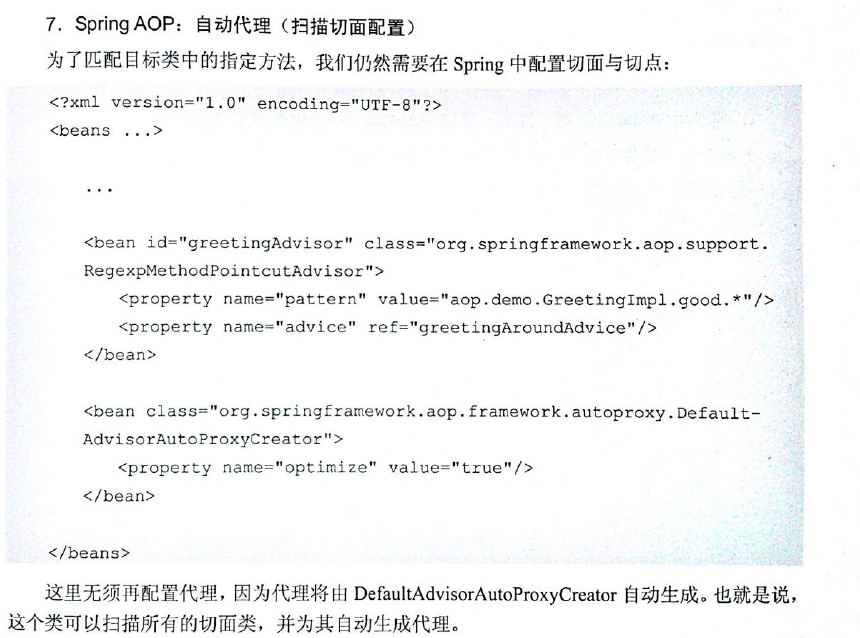 7. Spring AOP：自动代理（扫描切面配置）
为了匹配目标类中的指定方法，我们仍然需要在 Spring 中配置切面与切点：
<?xml version="1.0" encoding="UTF-8"?>
<beans ...>
...
<bean id="greetingAdvisor" class="org.springframework.aop.support.
RegexpMethodPointcutAdvisor">
<property name="pattern" value="aop.demo.GreetingImpl.good.*"/>
<property name="advice" ref="greetingAroundAdvice"/>
</bean>
<bean class="org.springframework.aop.framework.autoproxy.Default-
AdvisorAutoProxyCreator">
<property name="optimize" value="true"/>
</bean>
</beans>
这里无须再配置代理，因为代理将由 DefaultAdvisorAutoProxyCreator 自动生成。也就是说，
这个类可以扫描所有的切面类，并为其自动生成代理。